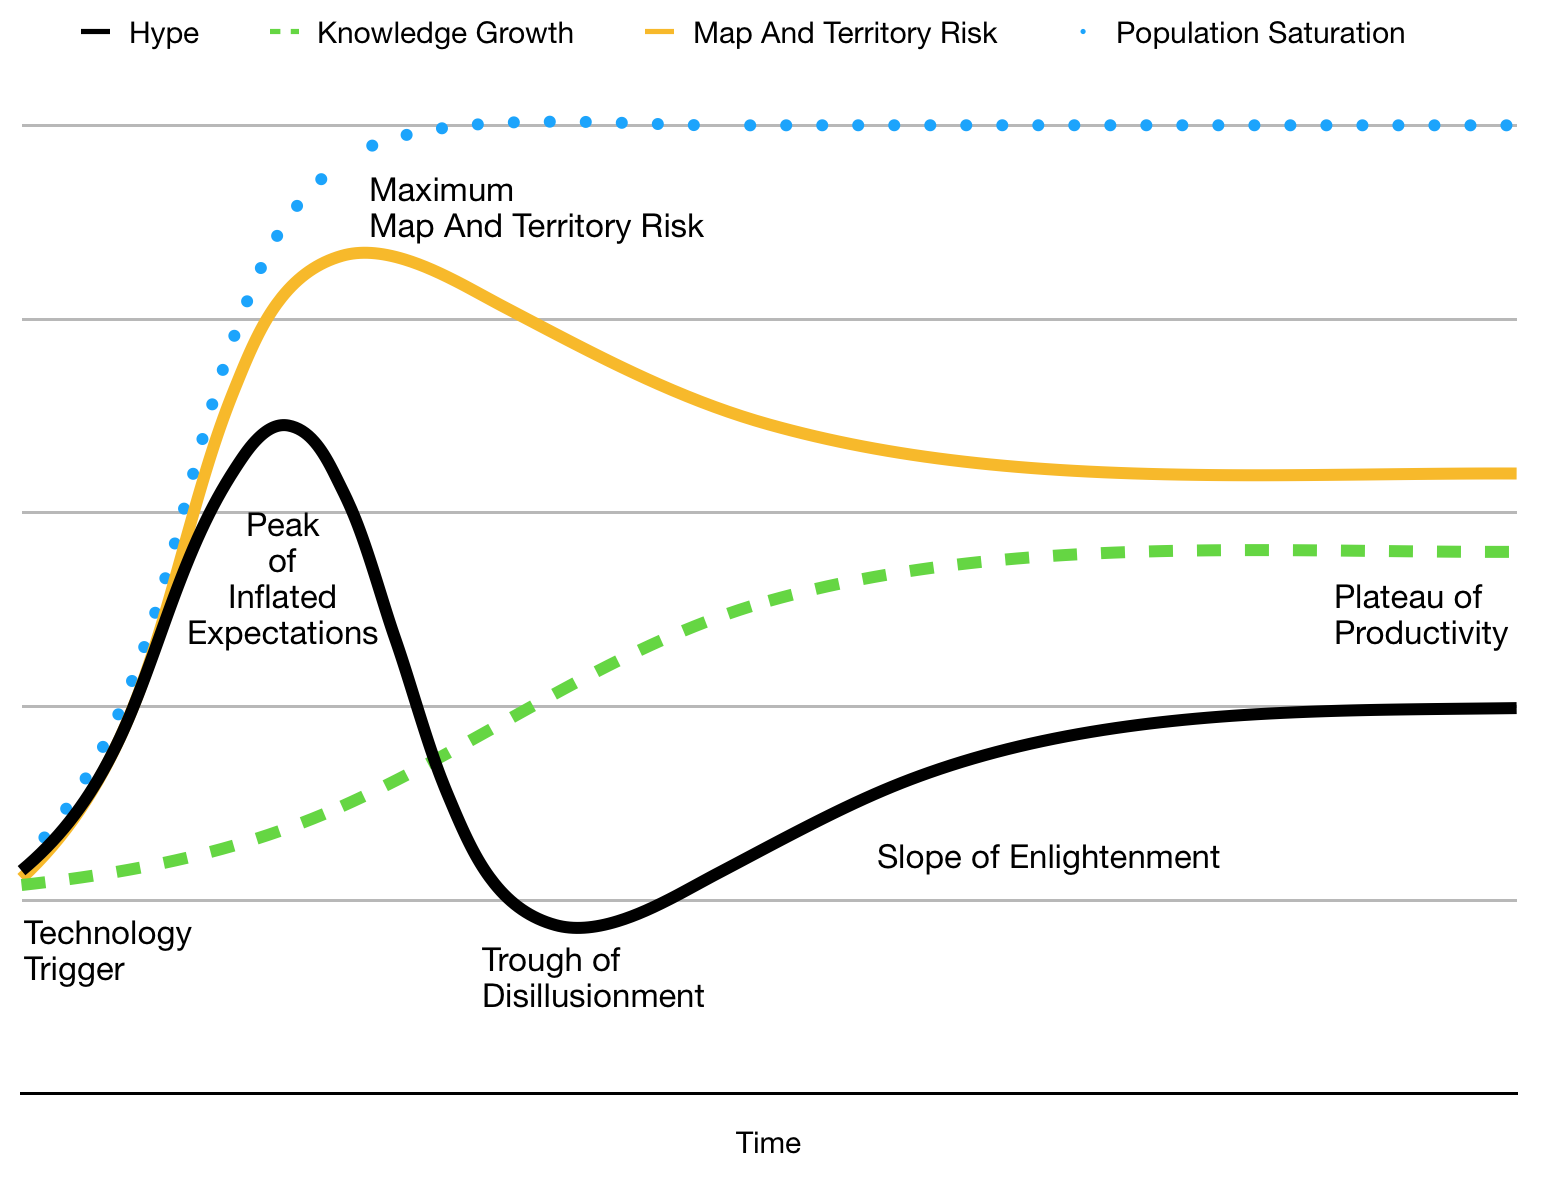 Hype
Knowledge Growth
Map And Territory Risk
Population Saturation
Maximum
Map And Territory Risk
Peak
of
Inflated
Expectations
Plateau of
Productivity
Slope of Enlightenment
Technology
Trigger
Trough of
Disillusionment
Time